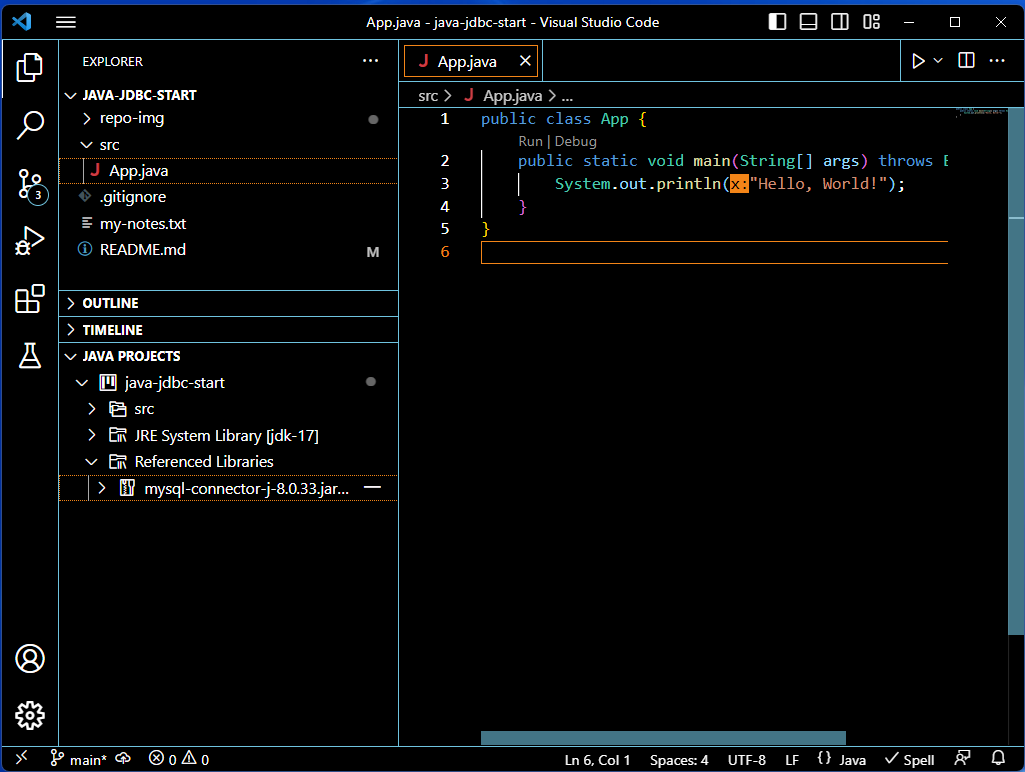 App.java - java-jdbc-start - Visual Studio Code
EXPLORER
JAVA-JDBC-START
repo-img
src
J App.java
.gitignore
my-notes.txt
README.md M
OUTLINE
TIMELINE
JAVA PROJECTS
java-jdbc-start
src
JRE System Library [jdk-17]
Referenced Libraries
mysql-connector-j-8.0.33.jar...
3
J App.java
src > J App.java > ...
1 public class App {
Run | Debug
2 public static void main(String[] args) throws E
3 System.out.println(x:"Hello, World!");
4 }
5 }
6
main* 0 0 Ln 6, Col 1 Spaces: 4 UTF-8 LF {} Java Spell